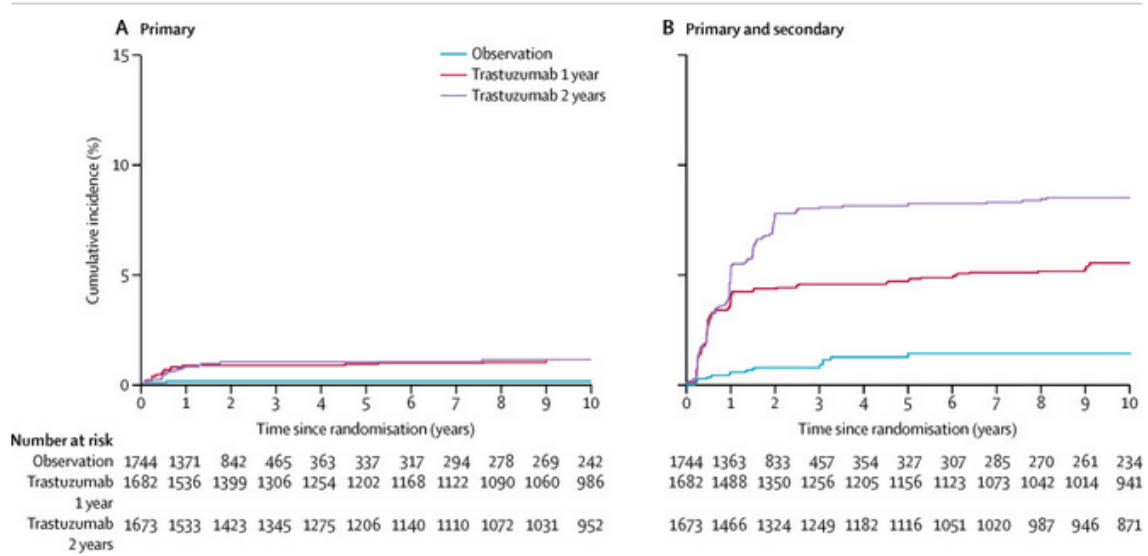 A Primary
15
10
5
0
Cumulative incidence (%)
Observation
Trastuzumab 1 year
Trastuzumab 2 years
0 1 2 3 4 5 6 7 8 9 10
Time since randomisation (years)
B Primary and secondary
0 1 2 3 4 5 6 7 8 9 10
Time since randomisation (years)
Number at risk
Observation 1744 1371 842 465 363 337 317 294 278 269 242
Trastuzumab 1682 1536 1399 1306 1254 1202 1168 1122 1090 1060 986
1 year
Trastuzumab 1673 1533 1423 1345 1275 1206 1140 1110 1072 1031 952
2 years
1744 1363 833 457 354 327 307 285 270 261 234
1682 1488 1350 1256 1205 1156 1123 1073 1042 1014 941
1673 1466 1324 1249 1182 1116 1051 1020 987 946 871